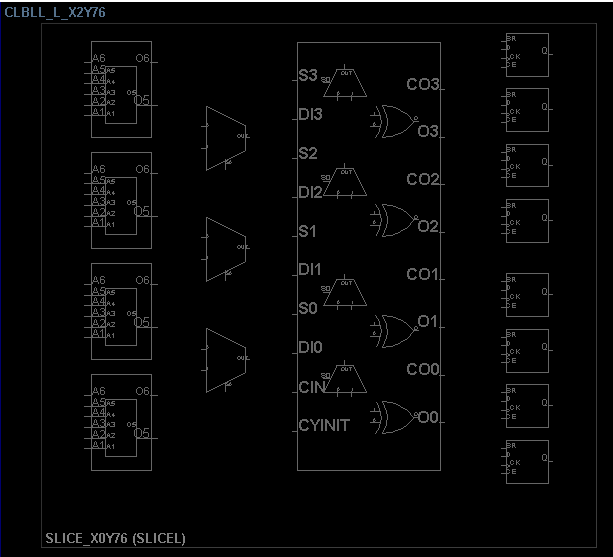 CLBLL_L_X2Y76
A6 A5 A4 A3 A2 A1
A5 A4 A3 A2 A1
O6
O5
O5
A6 A5 A4 A3 A2 A1
A5 A4 A3 A2 A1
O6
O5
O5
A6 A5 A4 A3 A2 A1
A5 A4 A3 A2 A1
O6
O5
O5
A6 A5 A4 A3 A2 A1
A5 A4 A3 A2 A1
O6
O5
O5
OUT
OUT
OUT
S3
DI3
S2
DI2
S1
DI1
S0
DI0
CIN
CYINIT
OUT
S0
OUT
S0
OUT
S0
OUT
S0
CO3
O3
CO2
O2
CO1
O1
CO0
O0
SR D CK CE Q
SR D CK CE Q
SR D CK CE Q
SR D CK CE Q
SR D CK CE Q
SR D CK CE Q
SR D CK CE Q
SR D CK CE Q
SLICE_X0Y76 (SLICEL)